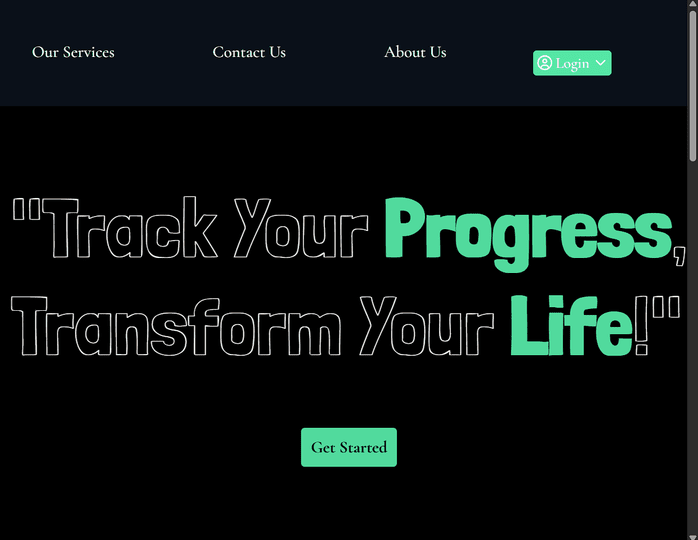 Our Services
Contact Us
About Us
Login
"Track Your Progress,
Transform Your Life!"
Get Started